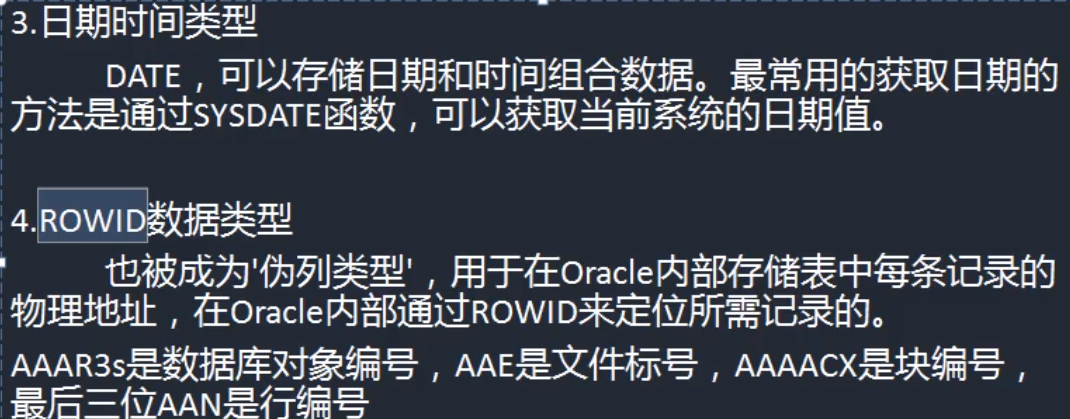 3.日期时间类型
DATE，可以存储日期和时间组合数据。最常用的获取日期的
方法是通过SYSDATE函数，可以获取当前系统的日期值。
4.ROWID数据类型
也被成为'伪列类型'，用于在Oracle内部存储表中每条记录的
物理地址，在Oracle内部通过ROWID来定位所需记录的。
AAAR3s是数据库对象编号，AAE是文件标号，AAAACX是块编号，
最后三位AAN是行编号